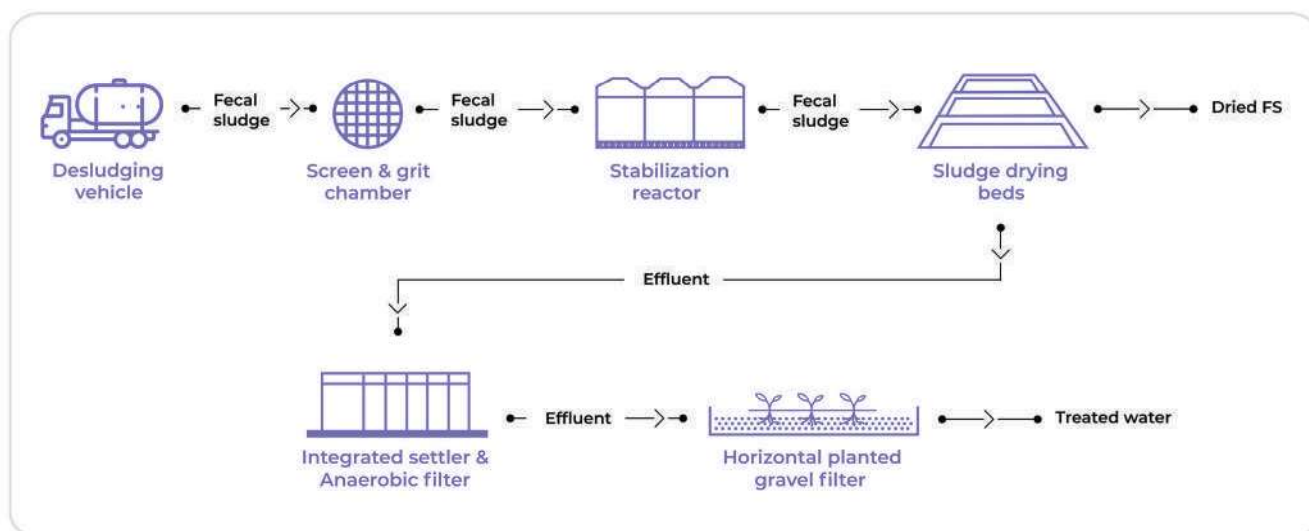 Fecal
sludge
Fecal
sludge
Fecal
sludge
Dried FS
Desludging
vehicle
Screen & grit
chamber
Stabilization
reactor
Sludge drying
beds
Effluent
Effluent
Treated water
Integrated settler &
Anaerobic filter
Horizontal planted
gravel filter